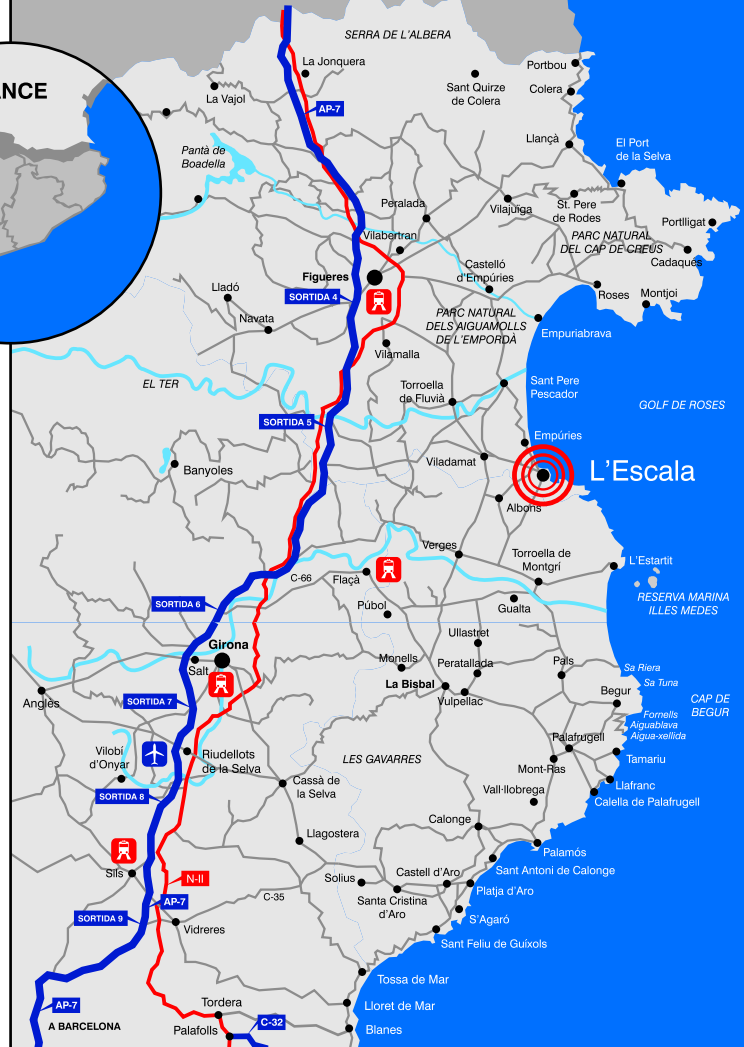 SERRA DE L'ALBERA
La Jonquera
Portbou
Sant Quirze
de Colera
Colera
NCE
La Vajol
AP-7
Llançà
El Port
de la Selva
Pantà de
Boadella
Peralada
Vilajuïga
St. Pere
de Rodes
Portlligat
Vilabertran
PARC NATURAL
DEL CAP DE CREUS
Cadaqués
Castelló
d'Empúries
Figueres
Lladó
SORTIDA 4
Roses
Montjoi
Navata
PARC NATURAL
DELS AIGUAMOLLS
DE L'EMPORDÀ
Empuriabrava
Vilamalla
EL TER
Torroella
de Fluvià
Sant Pere
Pescador
GOLF DE ROSES
SORTIDA 5
Empúries
Banyoles
Viladamat
L'Escala
Albons
Verges
Torroella de
Montgrí
L'Estartit
C-66
Flaçà
RESERVA MARINA
ILLES MEDES
SORTIDA 6
Púbol
Gualta
Ullastret
Girona
Salt
Monells
Peratallada
Pals
Sa Riera
Sa Tuna
La Bisbal
Vulpellac
Begur
CAP DE
BEGUR
Anglès
SORTIDA 7
Fornells
Aiguablava
Aigua-xellida
Palafrugell
Vilobí
d'Onyar
Riudellots
de la Selva
LES GAVARRES
Mont-Ras
Tamariu
Cassà de
la Selva
Vall-llobrega
Llafranc
Calella de Palafrugell
SORTIDA 8
Calonge
Llagostera
Palamós
Sils
N-II
Solius
Castell d'Aro
Sant Antoni de Calonge
Platja d'Aro
C-35
Santa Cristina
d'Aro
AP-7
SORTIDA 9
S'Agaró
Vidreres
Sant Feliu de Guíxols
Tossa de Mar
AP-7
Tordera
Lloret de Mar
A BARCELONA
Palafolls
C-32
Blanes